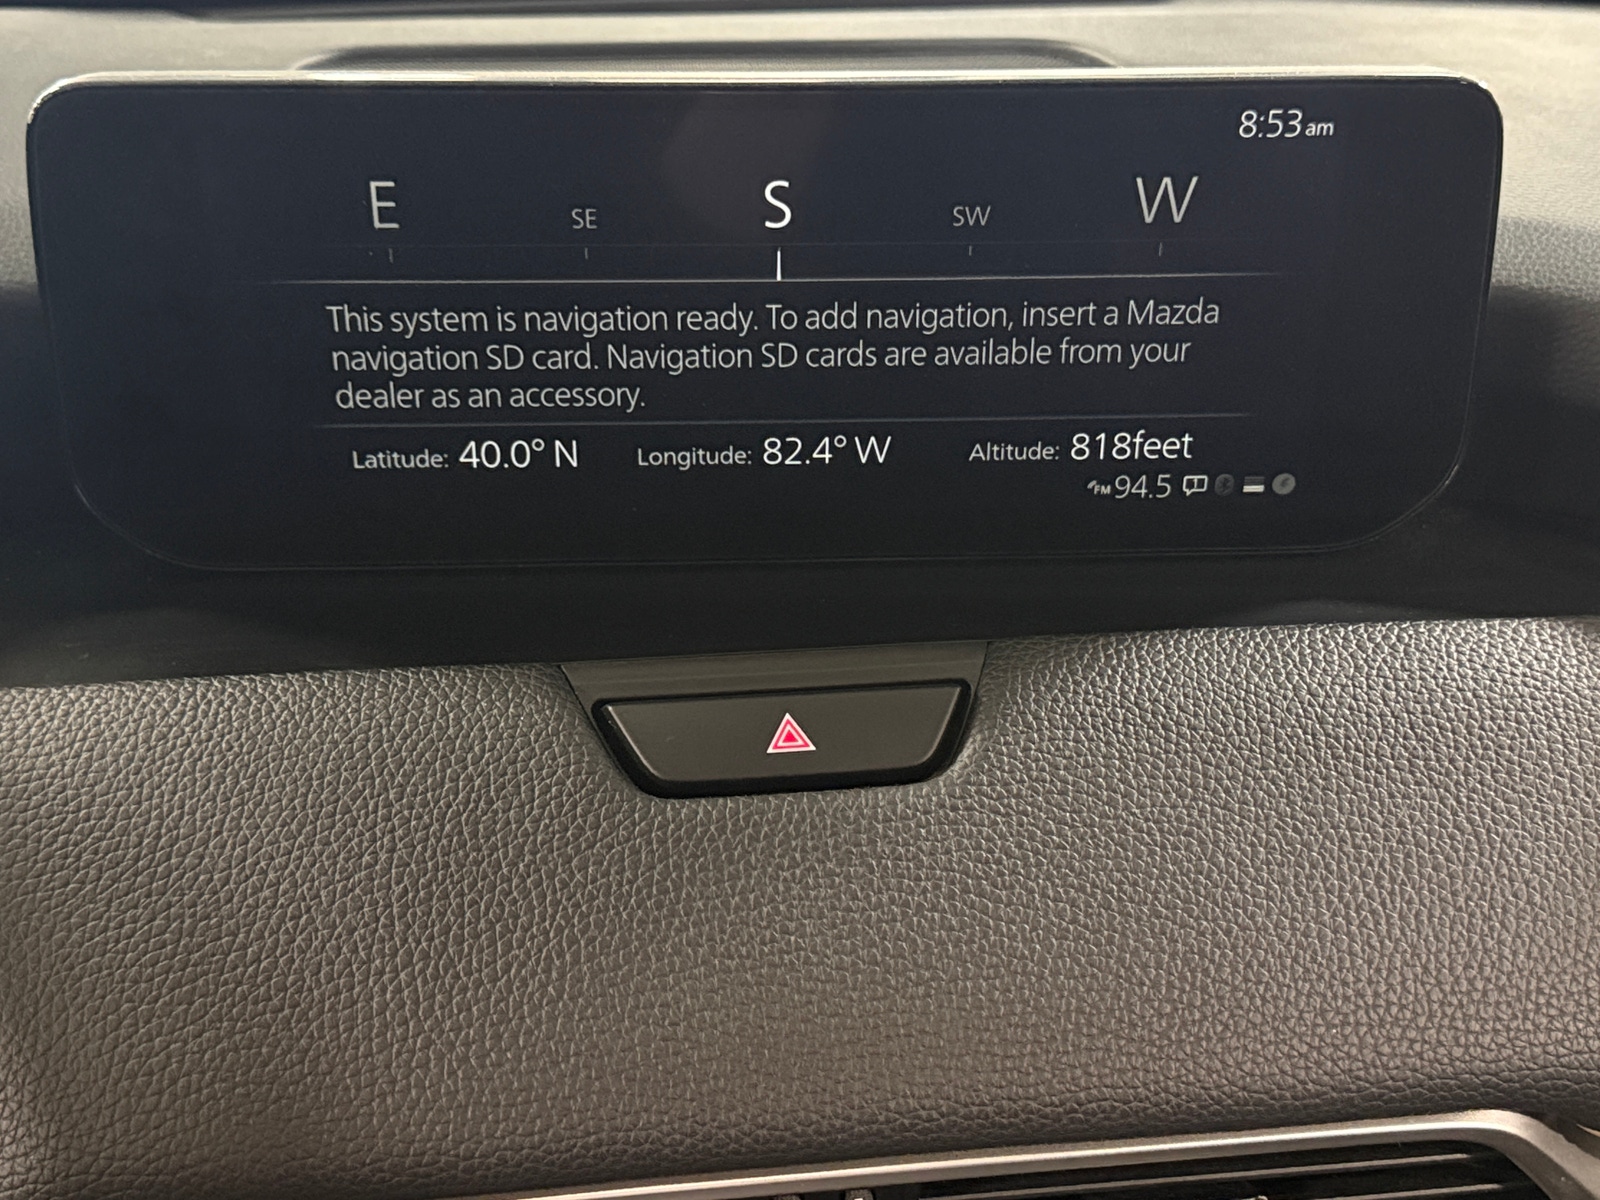 8:53am
E SE S SW W
This system is navigation ready. To add navigation, insert a Mazda
navigation SD card. Navigation SD cards are available from your
dealer as an accessory.
Latitude: 40.0° N Longitude: 82.4° W Altitude: 818feet
FM 94.5